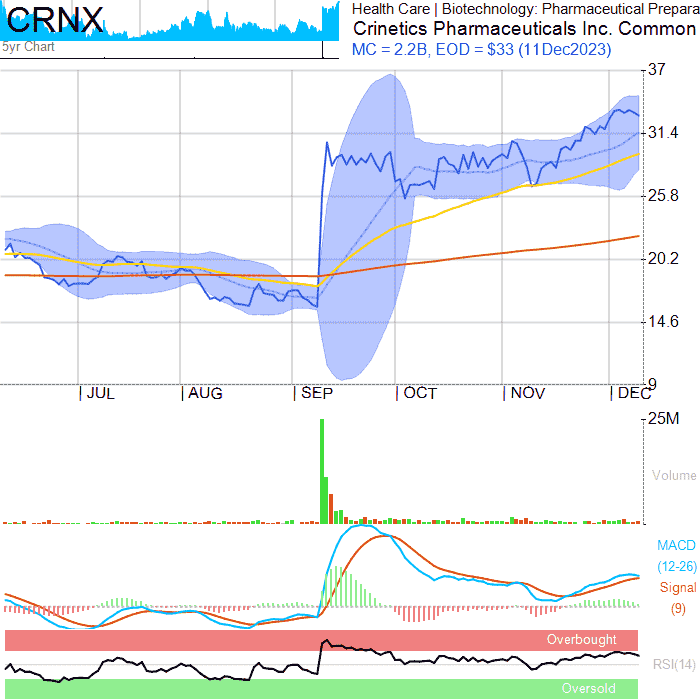 CRNX
Health Care | Biotechnology: Pharmaceutical Prepara
Crinetics Pharmaceuticals Inc. Common
5yr Chart
MC = 2.2B, EOD = $33 (11Dec2023)
37
31.4
25.8
20.2
14.6
9
|JUL |AUG |SEP |OCT |NOV |DEC
25M
Volume
MACD
(12-26)
Signal
(9)
Overbought
RSI(14)
Oversold